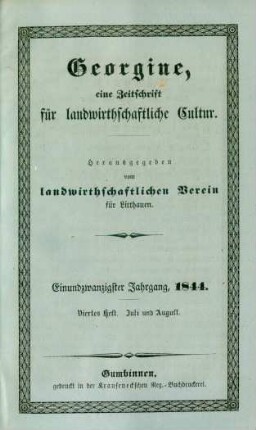 Georgine,
eine Zeitschrift
für landwirthschaftliche Cultur.
Herausgegeben
vom
landwirthschaftlichen Verein
für Litthauen.
Einundzwanzigster Jahrgang, 1844.
Viertes Heft. Juli und August.
Gumbinnen,
gedruckt in der Krauseneckschen Reg.-Buchdruckerei.